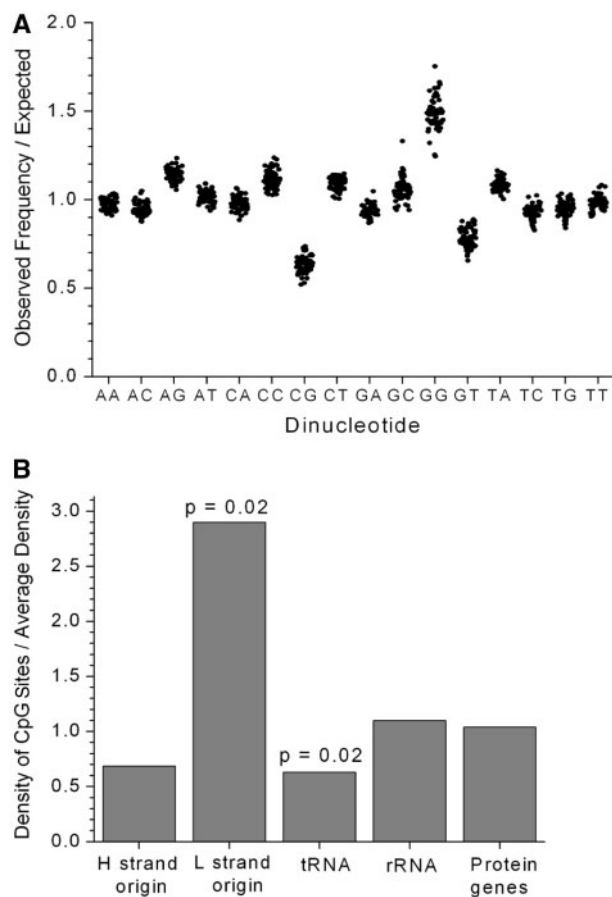 A
Observed Frequency / Expected
2.0
1.5
1.0
0.5
0.0
AA AC AG AT CA CC CG CT GA GC GG GT TA TC TG TT
Dinucleotide
B
Density of CpG Sites / Average Density
3.0
2.5
2.0
1.5
1.0
0.5
0.0
p = 0.02
p = 0.02
H strand
origin
L strand
origin
tRNA
rRNA
Protein
genes